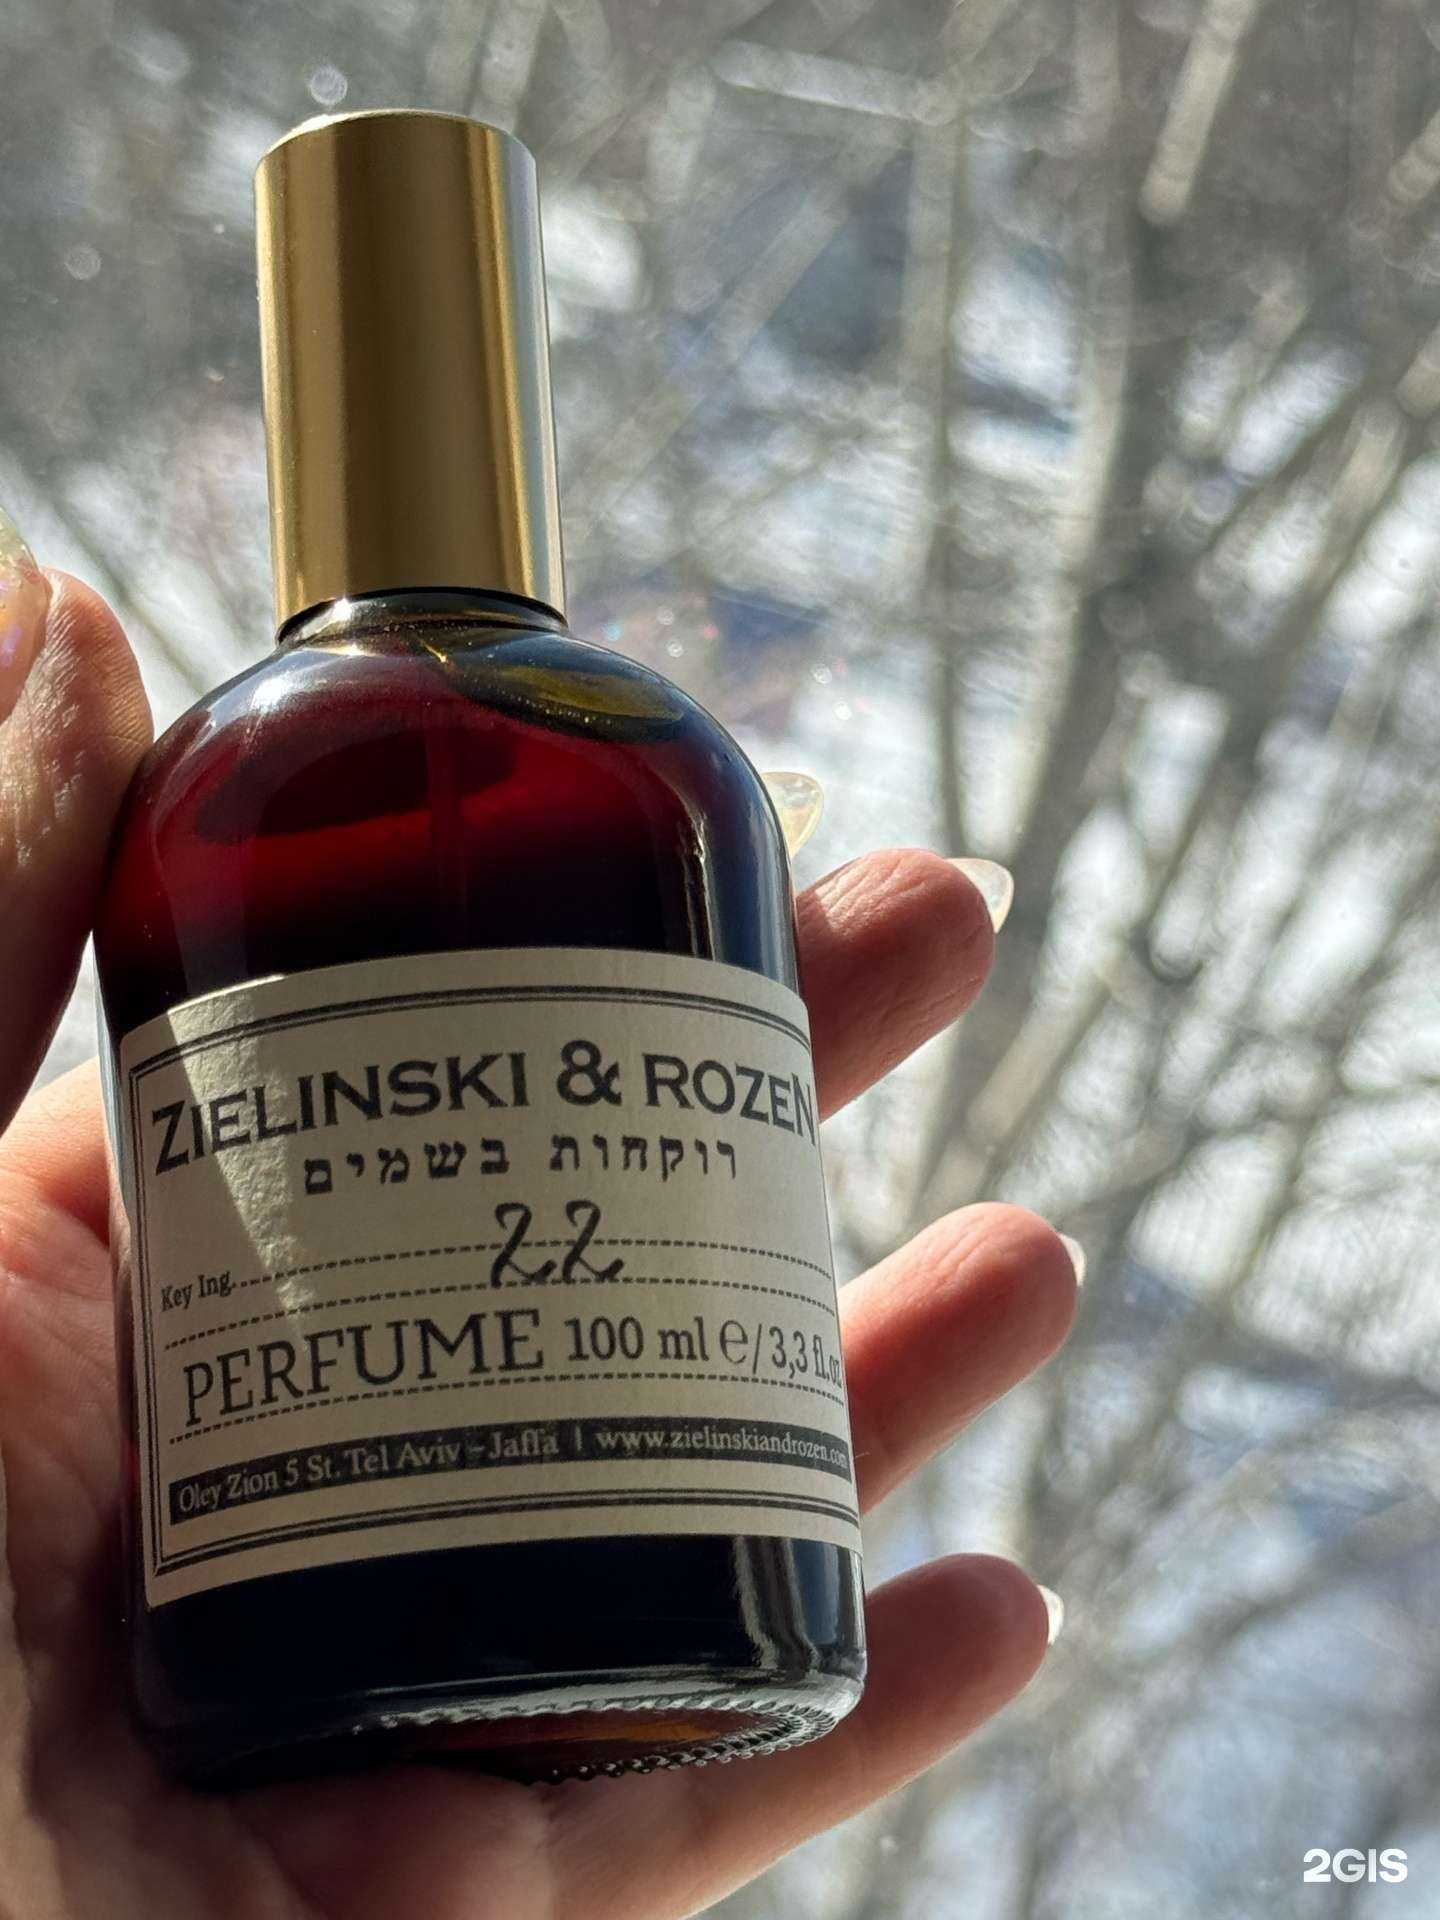 ZIELINSKI & ROZEN
רוקחות בשמים
22
Key Ing.
PERFUME 100 ml ℮/3,3 fl.oz
Oley Zion 5 St. Tel Aviv – Jaffa | www.zielinskiandrozen.com
2GIS